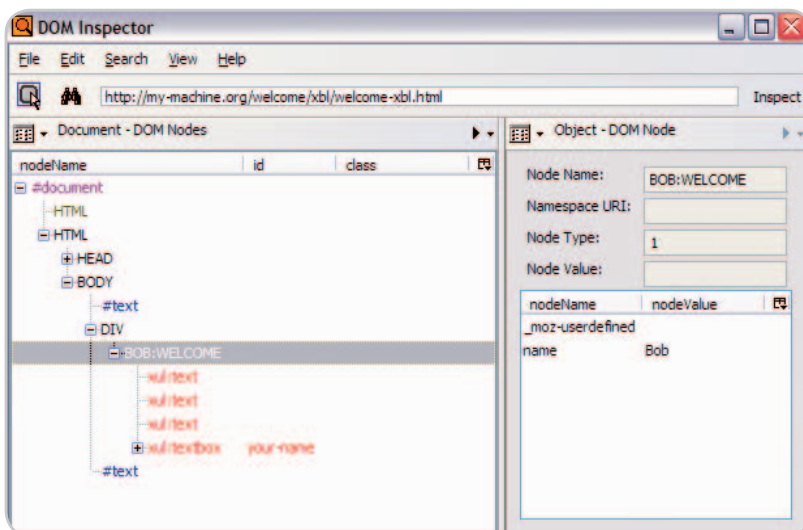 DOM Inspector
File Edit Search View Help
http://my-machine.org/welcome/xbl/welcome-xbl.html Inspect
Document - DOM Nodes
nodeName id class
#document
HTML
HTML
HEAD
BODY
#text
DIV
BOB:WELCOME
xul:text
xul:text
xul:text
xul:textbox your-name
#text
Object - DOM Node
Node Name: BOB:WELCOME
Namespace URI:
Node Type: 1
Node Value:
nodeName nodeValue
_moz-userdefined
name Bob